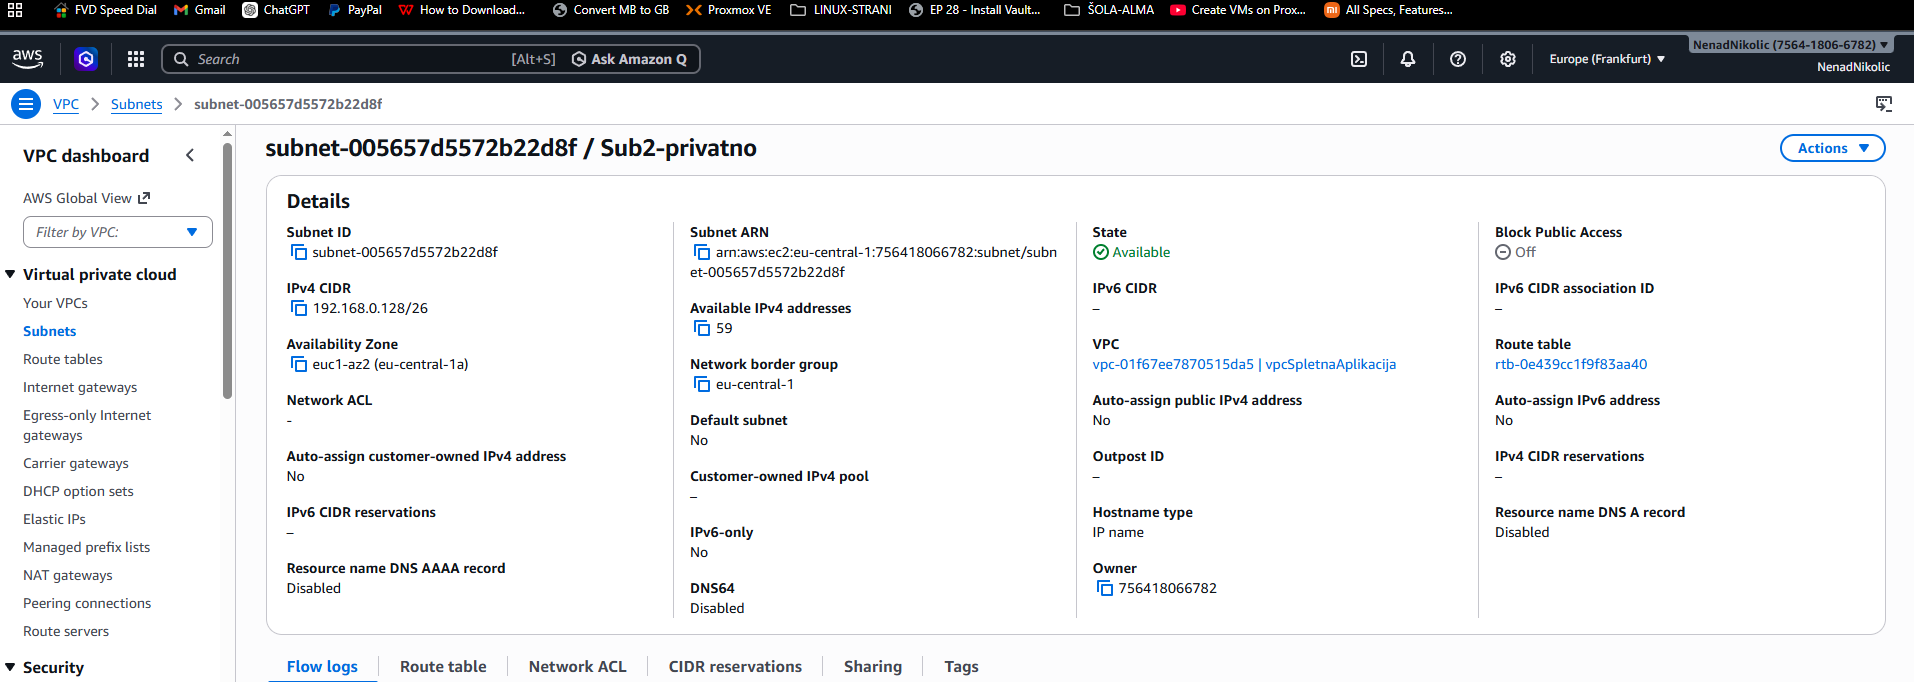 FVD Speed Dial
Gmail
ChatGPT
PayPal
How to Download...
Convert MB to GB
Proxmox VE
LINUX-STRANI
EP 28 - Install Vault...
ŠOLA-ALMA
Create VMs on Prox...
All Specs, Features...
aws
Search
[Alt+S]
Ask Amazon Q
Europe (Frankfurt)
NenadNikolic (7564-1806-6782)
NenadNikolic
VPC
Subnets
subnet-005657d5572b22d8f
VPC dashboard
AWS Global View
Filter by VPC:
Virtual private cloud
Your VPCs
Subnets
Route tables
Internet gateways
Egress-only Internet
gateways
Carrier gateways
DHCP option sets
Elastic IPs
Managed prefix lists
NAT gateways
Peering connections
Route servers
Security
subnet-005657d5572b22d8f / Sub2-privatno
Actions
Details
Subnet ID
subnet-005657d5572b22d8f
IPv4 CIDR
192.168.0.128/26
Availability Zone
euc1-az2 (eu-central-1a)
Network ACL
-
Auto-assign customer-owned IPv4 address
No
IPv6 CIDR reservations
–
Resource name DNS AAAA record
Disabled
Subnet ARN
arn:aws:ec2:eu-central-1:756418066782:subnet/subn
et-005657d5572b22d8f
Available IPv4 addresses
59
Network border group
eu-central-1
Default subnet
No
Customer-owned IPv4 pool
–
IPv6-only
No
DNS64
Disabled
State
Available
IPv6 CIDR
–
VPC
vpc-01f67ee7870515da5 | vpcSpletnaAplikacija
Auto-assign public IPv4 address
No
Outpost ID
–
Hostname type
IP name
Owner
756418066782
Block Public Access
Off
IPv6 CIDR association ID
–
Route table
rtb-0e439cc1f9f83aa40
Auto-assign IPv6 address
No
IPv4 CIDR reservations
–
Resource name DNS A record
Disabled
Flow logs
Route table
Network ACL
CIDR reservations
Sharing
Tags